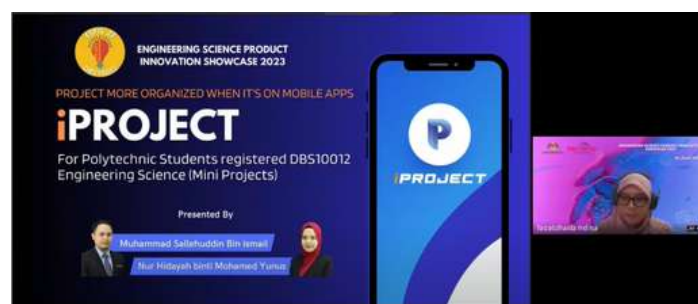 ENGINEERING SCIENCE PRODUCT
INNOVATION SHOWCASE 2023
PROJECT MORE ORGANIZED WHEN IT'S ON MOBILE APPS
iPROJECT
For Polytechnic Students registered DBS10012
Engineering Science (Mini Projects)
Presented By
Muhammad Sallehuddin Bin Ismail
Nur Hidayah binti Mohamed Yunus
P
iPROJECT